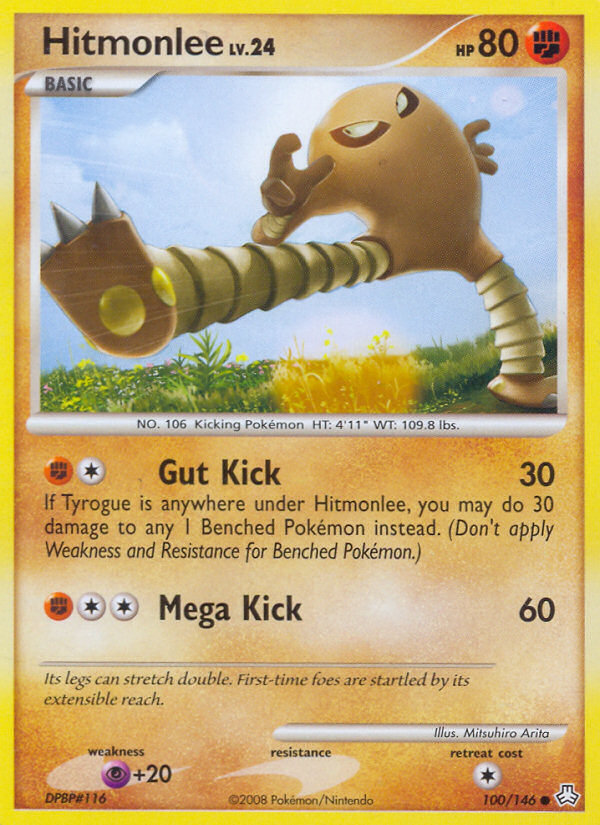 Hitmonlee LV.24 HP 80
BASIC
NO. 106 Kicking Pokémon HT: 4'11" WT: 109.8 lbs.
Gut Kick 30
If Tyrogue is anywhere under Hitmonlee, you may do 30
damage to any 1 Benched Pokémon instead. (Don't apply
Weakness and Resistance for Benched Pokémon.)
Mega Kick 60
Its legs can stretch double. First-time foes are startled by its
extensible reach.
Illus. Mitsuhiro Arita
weakness resistance retreat cost
+20
DPBP#116 ©2008 Pokémon/Nintendo 100/146